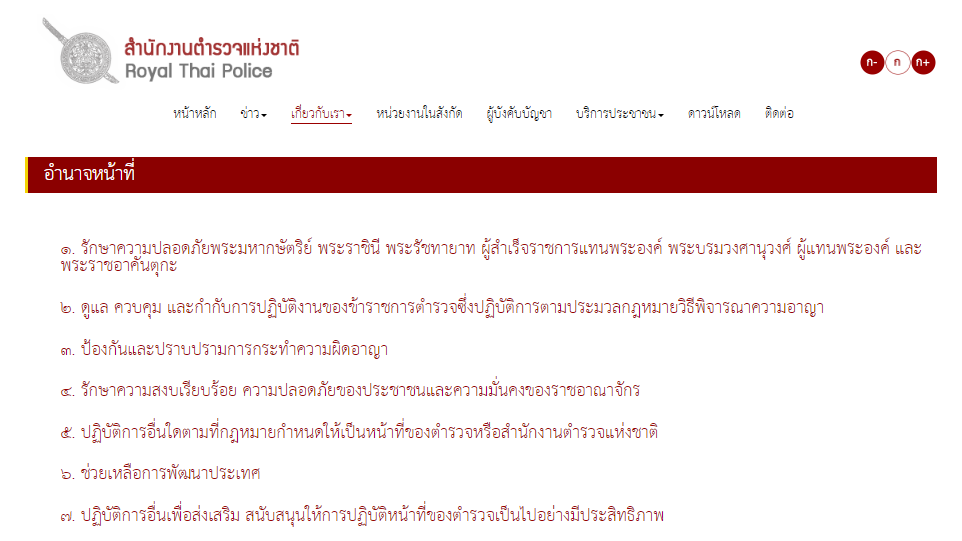 สำนักงานตำรวจแห่งชาติ
Royal Thai Police
ก- ก ก+
หน้าหลัก ข่าว เกี่ยวกับเรา หน่วยงานในสังกัด ผู้บังคับบัญชา บริการประชาชน ดาวน์โหลด ติดต่อ
อำนาจหน้าที่
๑. รักษาความปลอดภัยพระมหากษัตริย์ พระราชินี พระรัชทายาท ผู้สำเร็จราชการแทนพระองค์ พระบรมวงศานุวงศ์ ผู้แทนพระองค์ และ
พระราชอาคันตุกะ
๒. ดูแล ควบคุม และกำกับการปฏิบัติงานของข้าราชการตำรวจซึ่งปฏิบัติการตามประมวลกฎหมายวิธีพิจารณาความอาญา
๓. ป้องกันและปราบปรามการกระทำความผิดอาญา
๔. รักษาความสงบเรียบร้อย ความปลอดภัยของประชาชนและความมั่นคงของราชอาณาจักร
๕. ปฏิบัติการอื่นใดตามที่กฎหมายกำหนดให้เป็นหน้าที่ของตำรวจหรือสำนักงานตำรวจแห่งชาติ
๖. ช่วยเหลือการพัฒนาประเทศ
๗. ปฏิบัติการอื่นเพื่อส่งเสริม สนับสนุนให้การปฏิบัติหน้าที่ของตำรวจเป็นไปอย่างมีประสิทธิภาพ